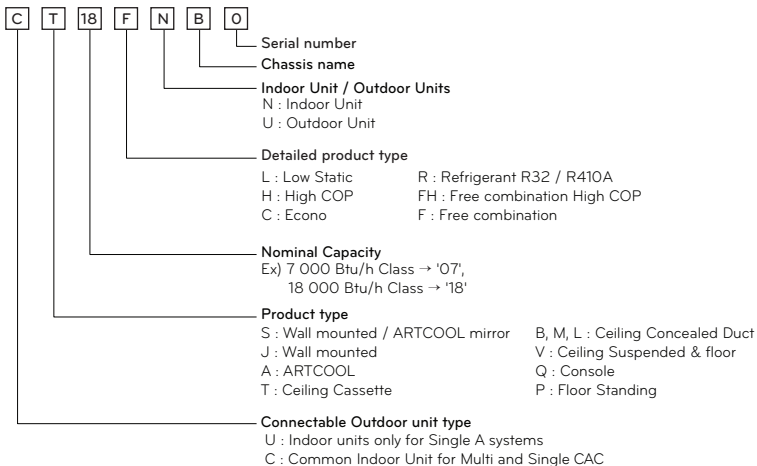 C T 18 F N B 0
Serial number
Chassis name
Indoor Unit / Outdoor Units
N : Indoor Unit
U : Outdoor Unit
Detailed product type
L : Low Static R : Refrigerant R32 / R410A
H : High COP FH : Free combination High COP
C : Econo F : Free combination
Nominal Capacity
Ex) 7 000 Btu/h Class → '07',
18 000 Btu/h Class → '18'
Product type
S : Wall mounted / ARTCOOL mirror B, M, L : Ceiling Concealed Duct
J : Wall mounted V : Ceiling Suspended & floor
A : ARTCOOL Q : Console
T : Ceiling Cassette P : Floor Standing
Connectable Outdoor unit type
U : Indoor units only for Single A systems
C : Common Indoor Unit for Multi and Single CAC